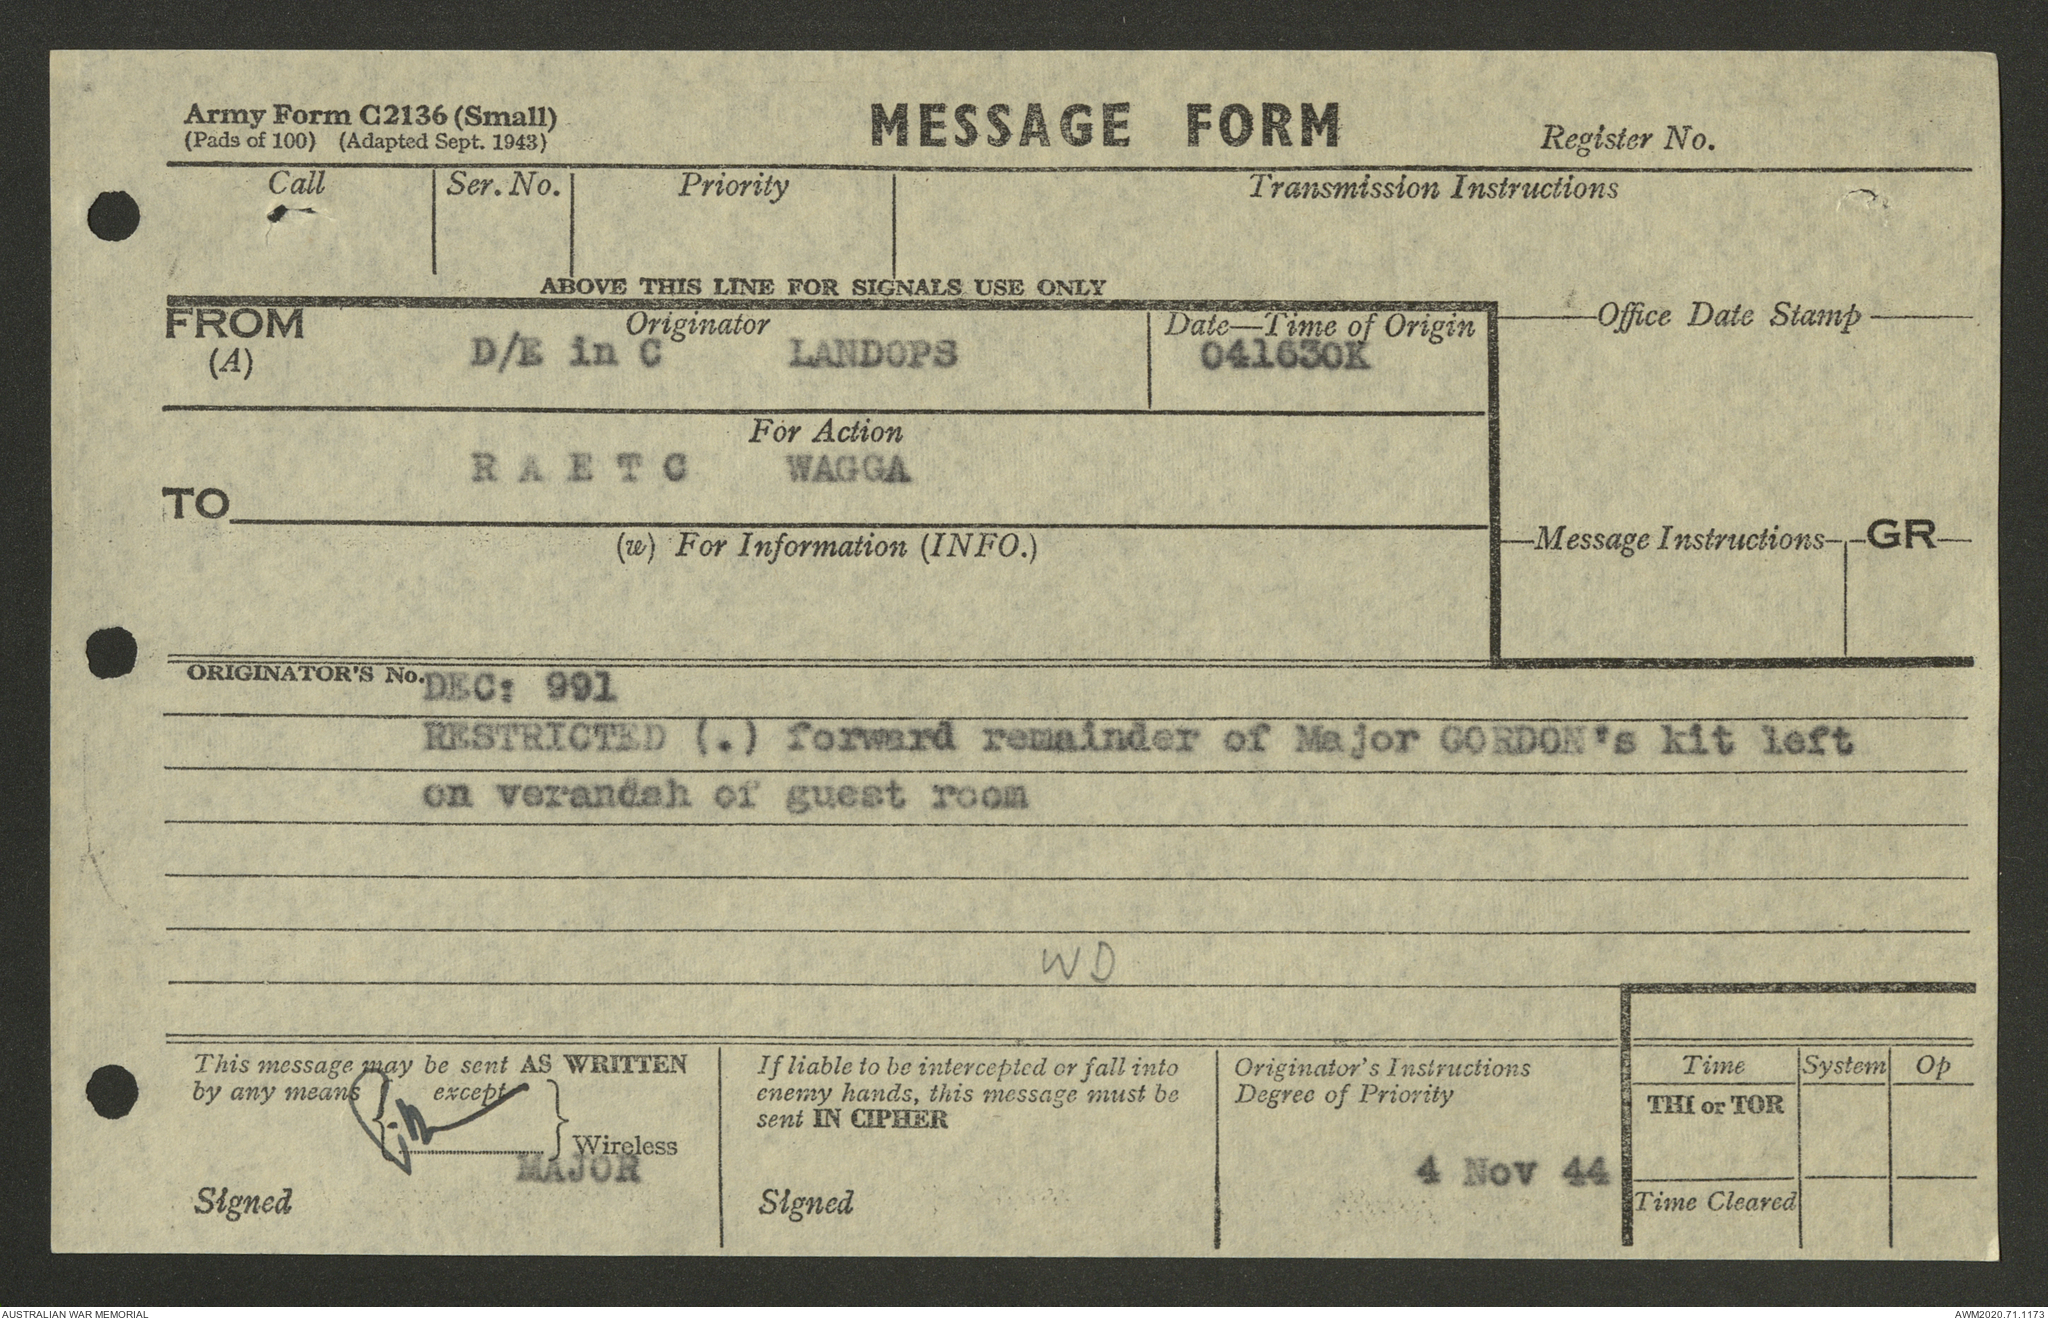 Army Form C2136 (Small)
(Pads of 100) (Adapted Sept. 1943)
MESSAGE FORM
Register No.
Call
Ser. No.
Priority
Transmission Instructions
ABOVE THIS LINE FOR SIGNALS USE ONLY
FROM
(A)
Originator
D/E in C LANDOPS
Date—Time of Origin
041630K
Office Date Stamp
For Action
R A E T C WAGGA
TO
(w) For Information (INFO.)
Message Instructions
GR
ORIGINATOR'S No. DEC: 991
RESTRICTED (.) forward remainder of Major GORDON's kit left
on verandah of guest room
WD
This message may be sent AS WRITTEN
by any means except
Wireless
MAJOR
Signed
If liable to be intercepted or fall into
enemy hands, this message must be
sent IN CIPHER
Signed
Originator's Instructions
Degree of Priority
4 Nov 44
Time
System
Op
THI or TOR
Time Cleared
AUSTRALIAN WAR MEMORIAL
AWM2020.71.1173